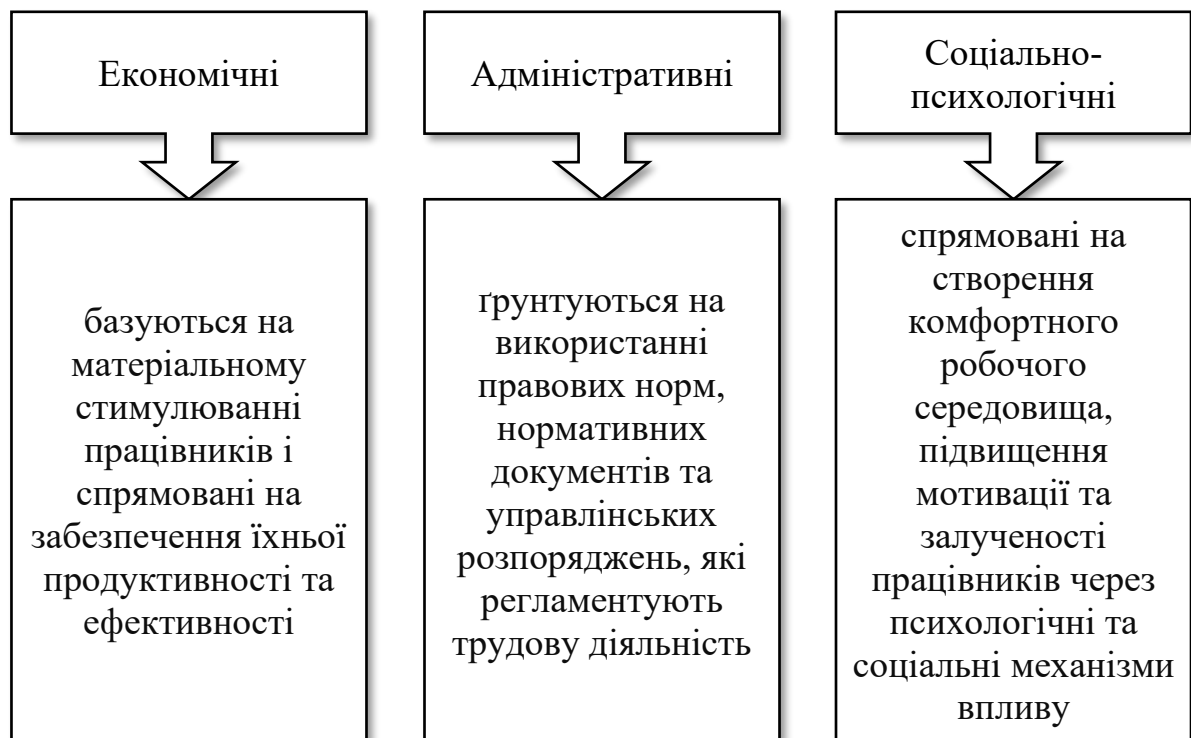 Економічні
базуються на
матеріальному
стимулюванні
працівників і
спрямовані на
забезпечення їхньої
продуктивності та
ефективності
Адміністративні
ґрунтуються на
використанні
правових норм,
нормативних
документів та
управлінських
розпоряджень, які
регламентують
трудову діяльність
Соціально-
психологічні
спрямовані на
створення
комфортного
робочого
середовища,
підвищення
мотивації та
залученості
працівників через
психологічні та
соціальні механізми
впливу